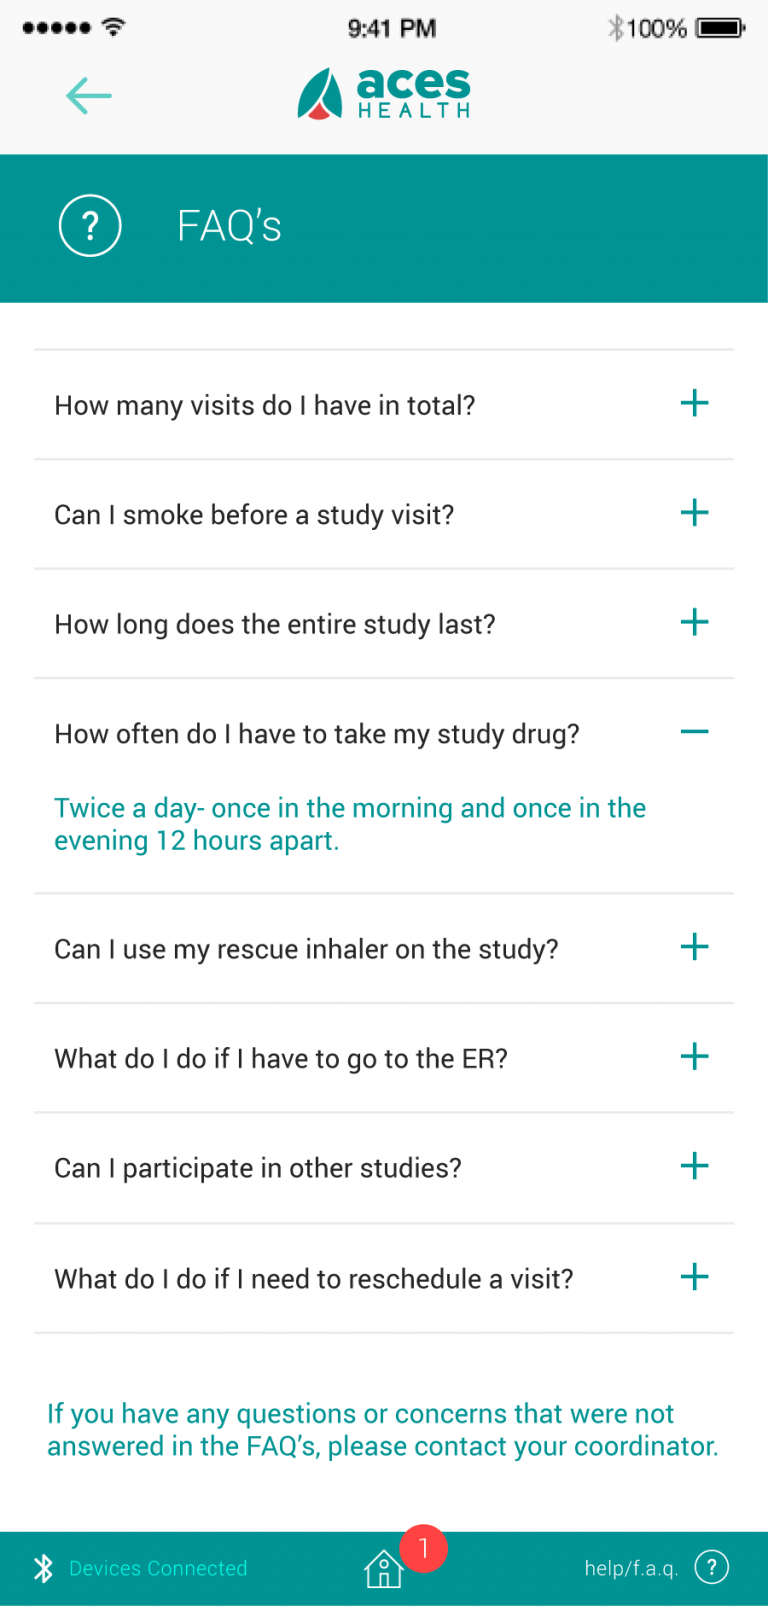 9:41 PM
100%
aces
HEALTH
?
FAQ’s
How many visits do I have in total?
Can I smoke before a study visit?
How long does the entire study last?
How often do I have to take my study drug?
Twice a day- once in the morning and once in the
evening 12 hours apart.
Can I use my rescue inhaler on the study?
What do I do if I have to go to the ER?
Can I participate in other studies?
What do I do if I need to reschedule a visit?
If you have any questions or concerns that were not
answered in the FAQ’s, please contact your coordinator.
Devices Connected
1
help/f.a.q.
?